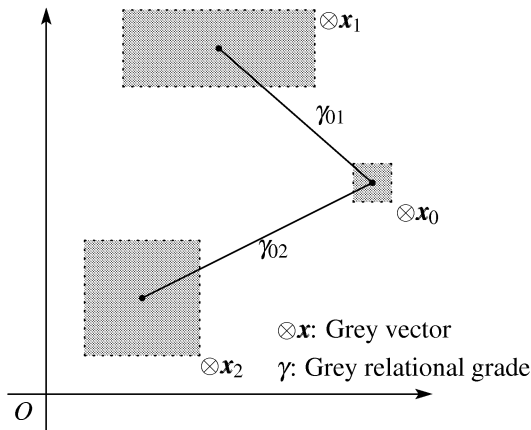 ⊗x₁
γ₀₁
⊗x₀
γ₀₂
⊗x: Grey vector
⊗x₂
γ: Grey relational grade
O